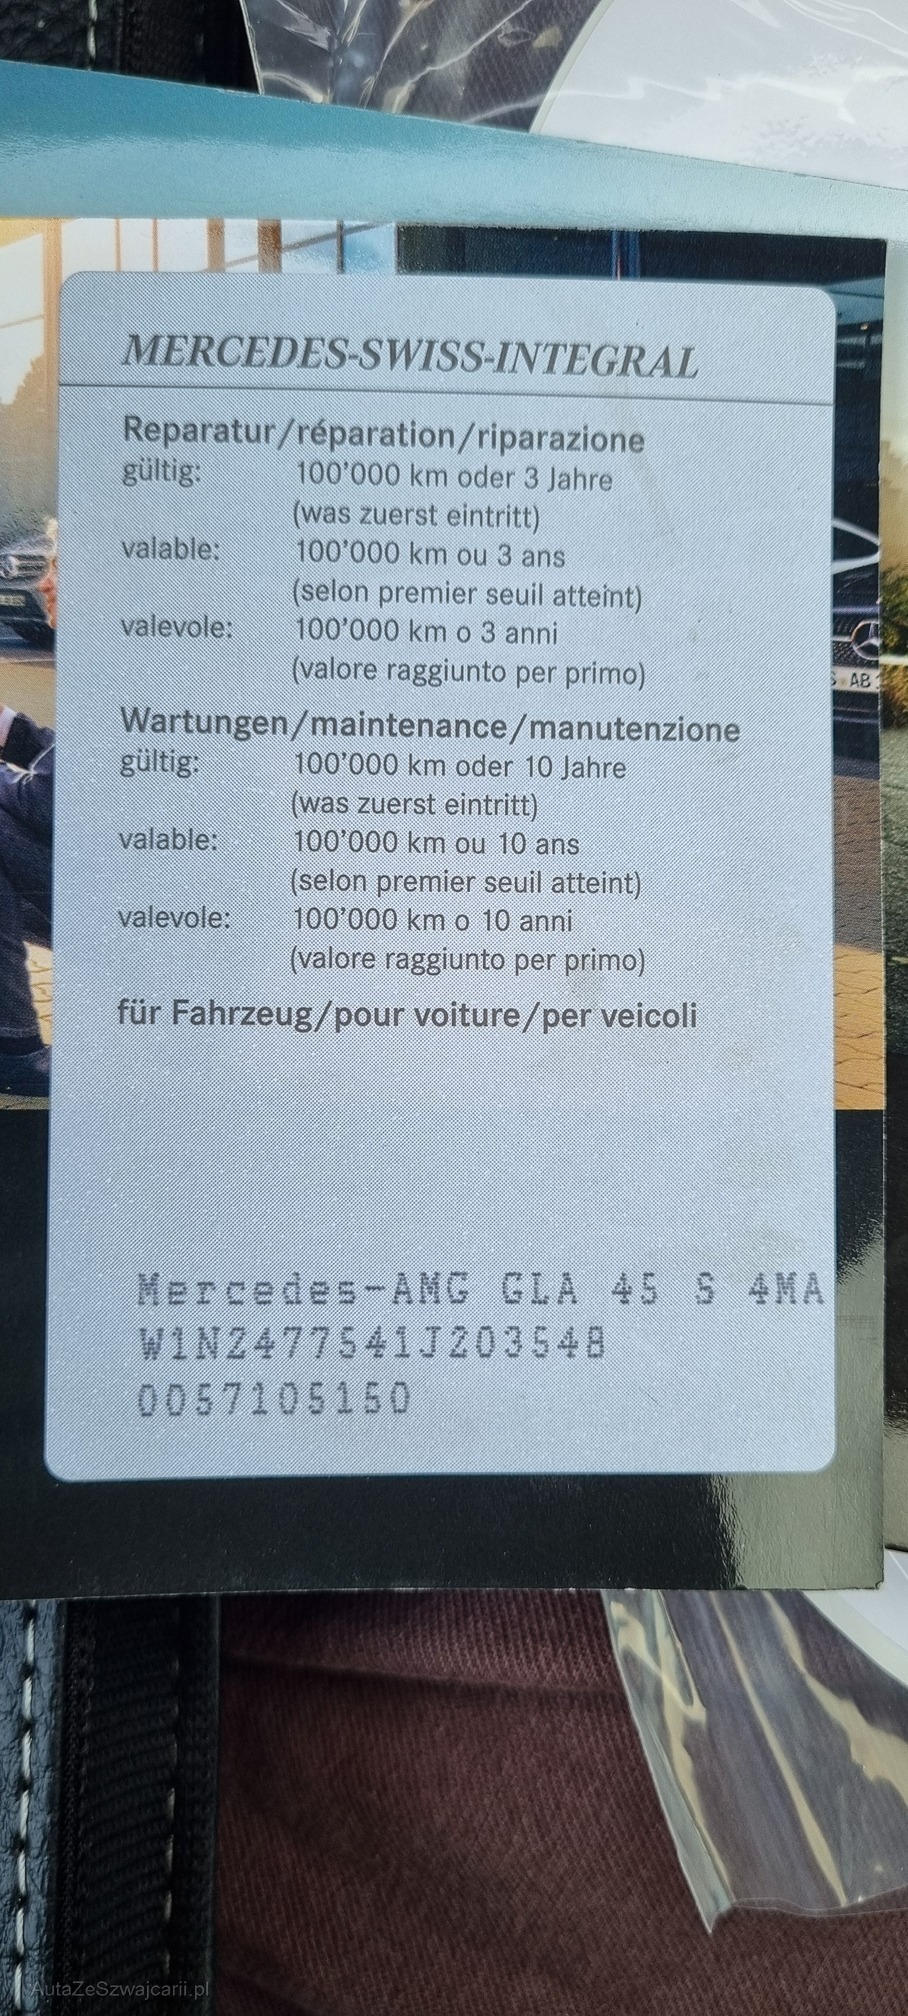 MERCEDES-SWISS-INTEGRAL
Reparatur/réparation/riparazione
gültig: 100'000 km oder 3 Jahre
(was zuerst eintritt)
valable: 100'000 km ou 3 ans
(selon premier seuil atteint)
valevole: 100'000 km o 3 anni
(valore raggiunto per primo)
Wartungen/maintenance/manutenzione
gültig: 100'000 km oder 10 Jahre
(was zuerst eintritt)
valable: 100'000 km ou 10 ans
(selon premier seuil atteint)
valevole: 100'000 km o 10 anni
(valore raggiunto per primo)
für Fahrzeug/pour voiture/per veicoli
Mercedes-AMG GLA 45 S 4MA
W1N2477541J203548
0057105150
AB
AutaZeSzwajcarii.pl